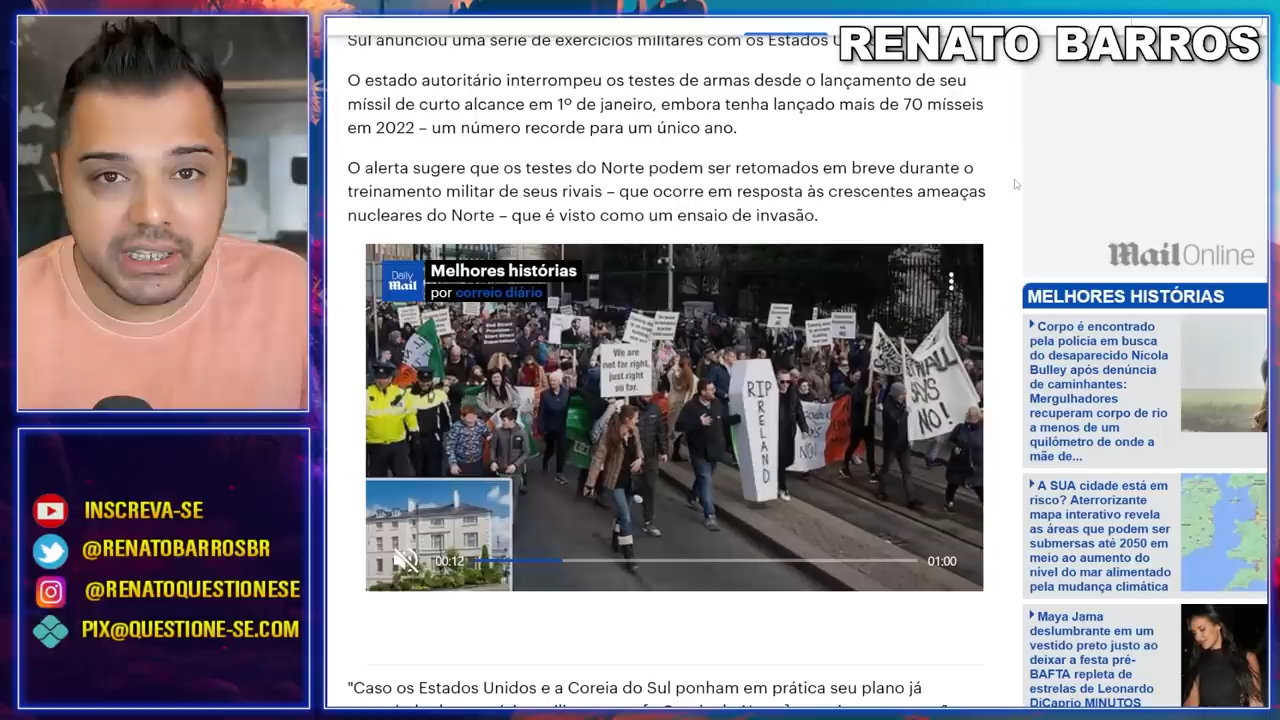 RENATO BARROS
Sul anunciou uma série de exercícios militares com os Estados U
O estado autoritário interrompeu os testes de armas desde o lançamento de seu
míssil de curto alcance em 1º de janeiro, embora tenha lançado mais de 70 mísseis
em 2022 – um número recorde para um único ano.
O alerta sugere que os testes do Norte podem ser retomados em breve durante o
treinamento militar de seus rivais – que ocorre em resposta às crescentes ameaças
nucleares do Norte – que é visto como um ensaio de invasão.
Daily
Mail
Melhores histórias
por correio diário
We are
not far right,
just right
so far.
RIP
IRELAND
SAYS
NO!
00:12
01:00
"Caso os Estados Unidos e a Coreia do Sul ponham em prática seu plano já
MailOnline
MELHORES HISTÓRIAS
Corpo é encontrado
pela polícia em busca
do desaparecido Nicola
Bulley após denúncia
de caminhantes:
Mergulhadores
recuperam corpo de rio
a menos de um
quilômetro de onde a
mãe de...
A SUA cidade está em
risco? Aterrorizante
mapa interativo revela
as áreas que podem ser
submersas até 2050 em
meio ao aumento do
nível do mar alimentado
pela mudança climática
Maya Jama
deslumbrante em um
vestido preto justo ao
deixar a festa pré-
BAFTA repleta de
estrelas de Leonardo
DiCaprio MINUTOS
INSCREVA-SE
@RENATOBARROSBR
@RENATOQUESTIONESE
PIX@QUESTIONE-SE.COM